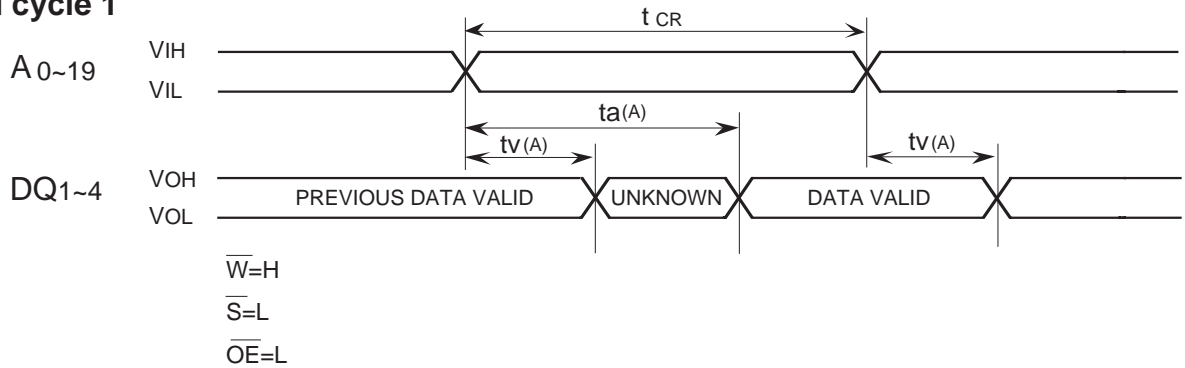 cycle 1
t CR
A 0~19
VIH
VIL
ta(A)
tv(A)
tv(A)
DQ1~4
VOH
VOL
PREVIOUS DATA VALID
UNKNOWN
DATA VALID
W̅=H
S̅=L
O̅E̅=L